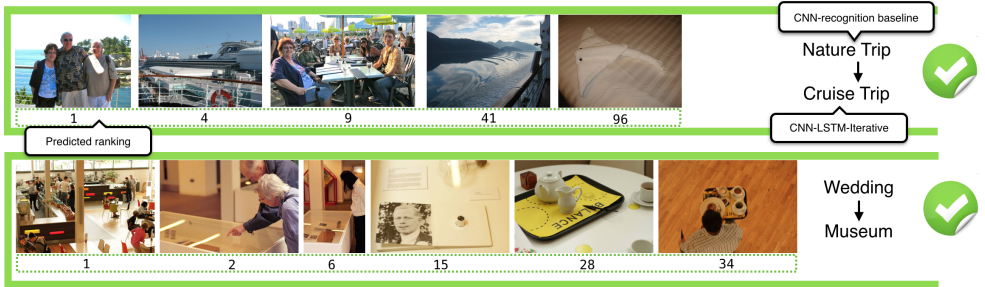 CNN-recognition baseline
Nature Trip
Cruise Trip
CNN-LSTM-Iterative
1 4 9 41 96
Predicted ranking
BALANCE
Wedding
Museum
1 2 6 15 28 34